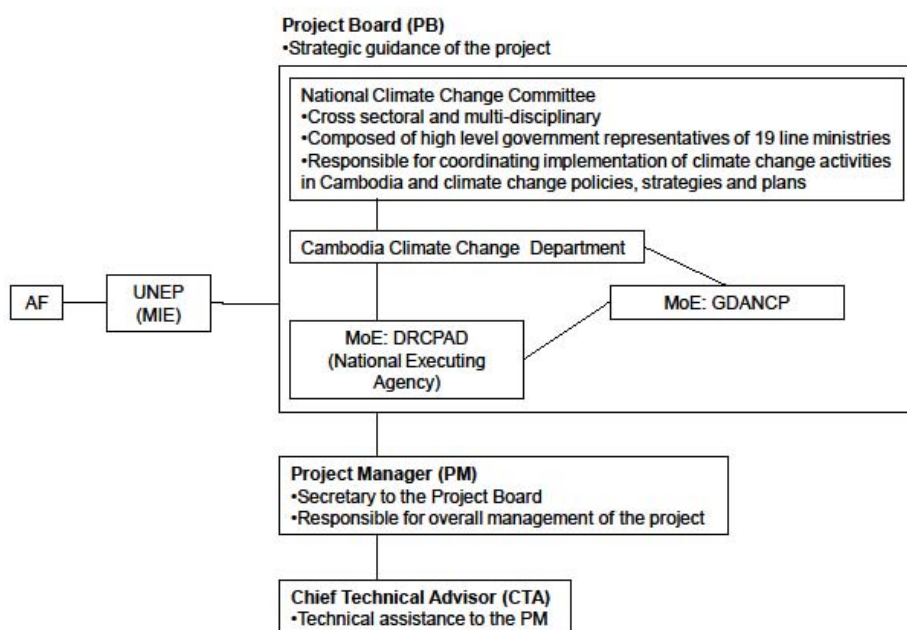 Project Board (PB)
•Strategic guidance of the project
National Climate Change Committee
•Cross sectoral and multi-disciplinary
•Composed of high level government representatives of 19 line ministries
•Responsible for coordinating implementation of climate change activities
in Cambodia and climate change policies, strategies and plans
Cambodia Climate Change Department
AF
UNEP
(MIE)
MoE: GDANCP
MoE: DRCPAD
(National Executing
Agency)
Project Manager (PM)
•Secretary to the Project Board
•Responsible for overall management of the project
Chief Technical Advisor (CTA)
•Technical assistance to the PM